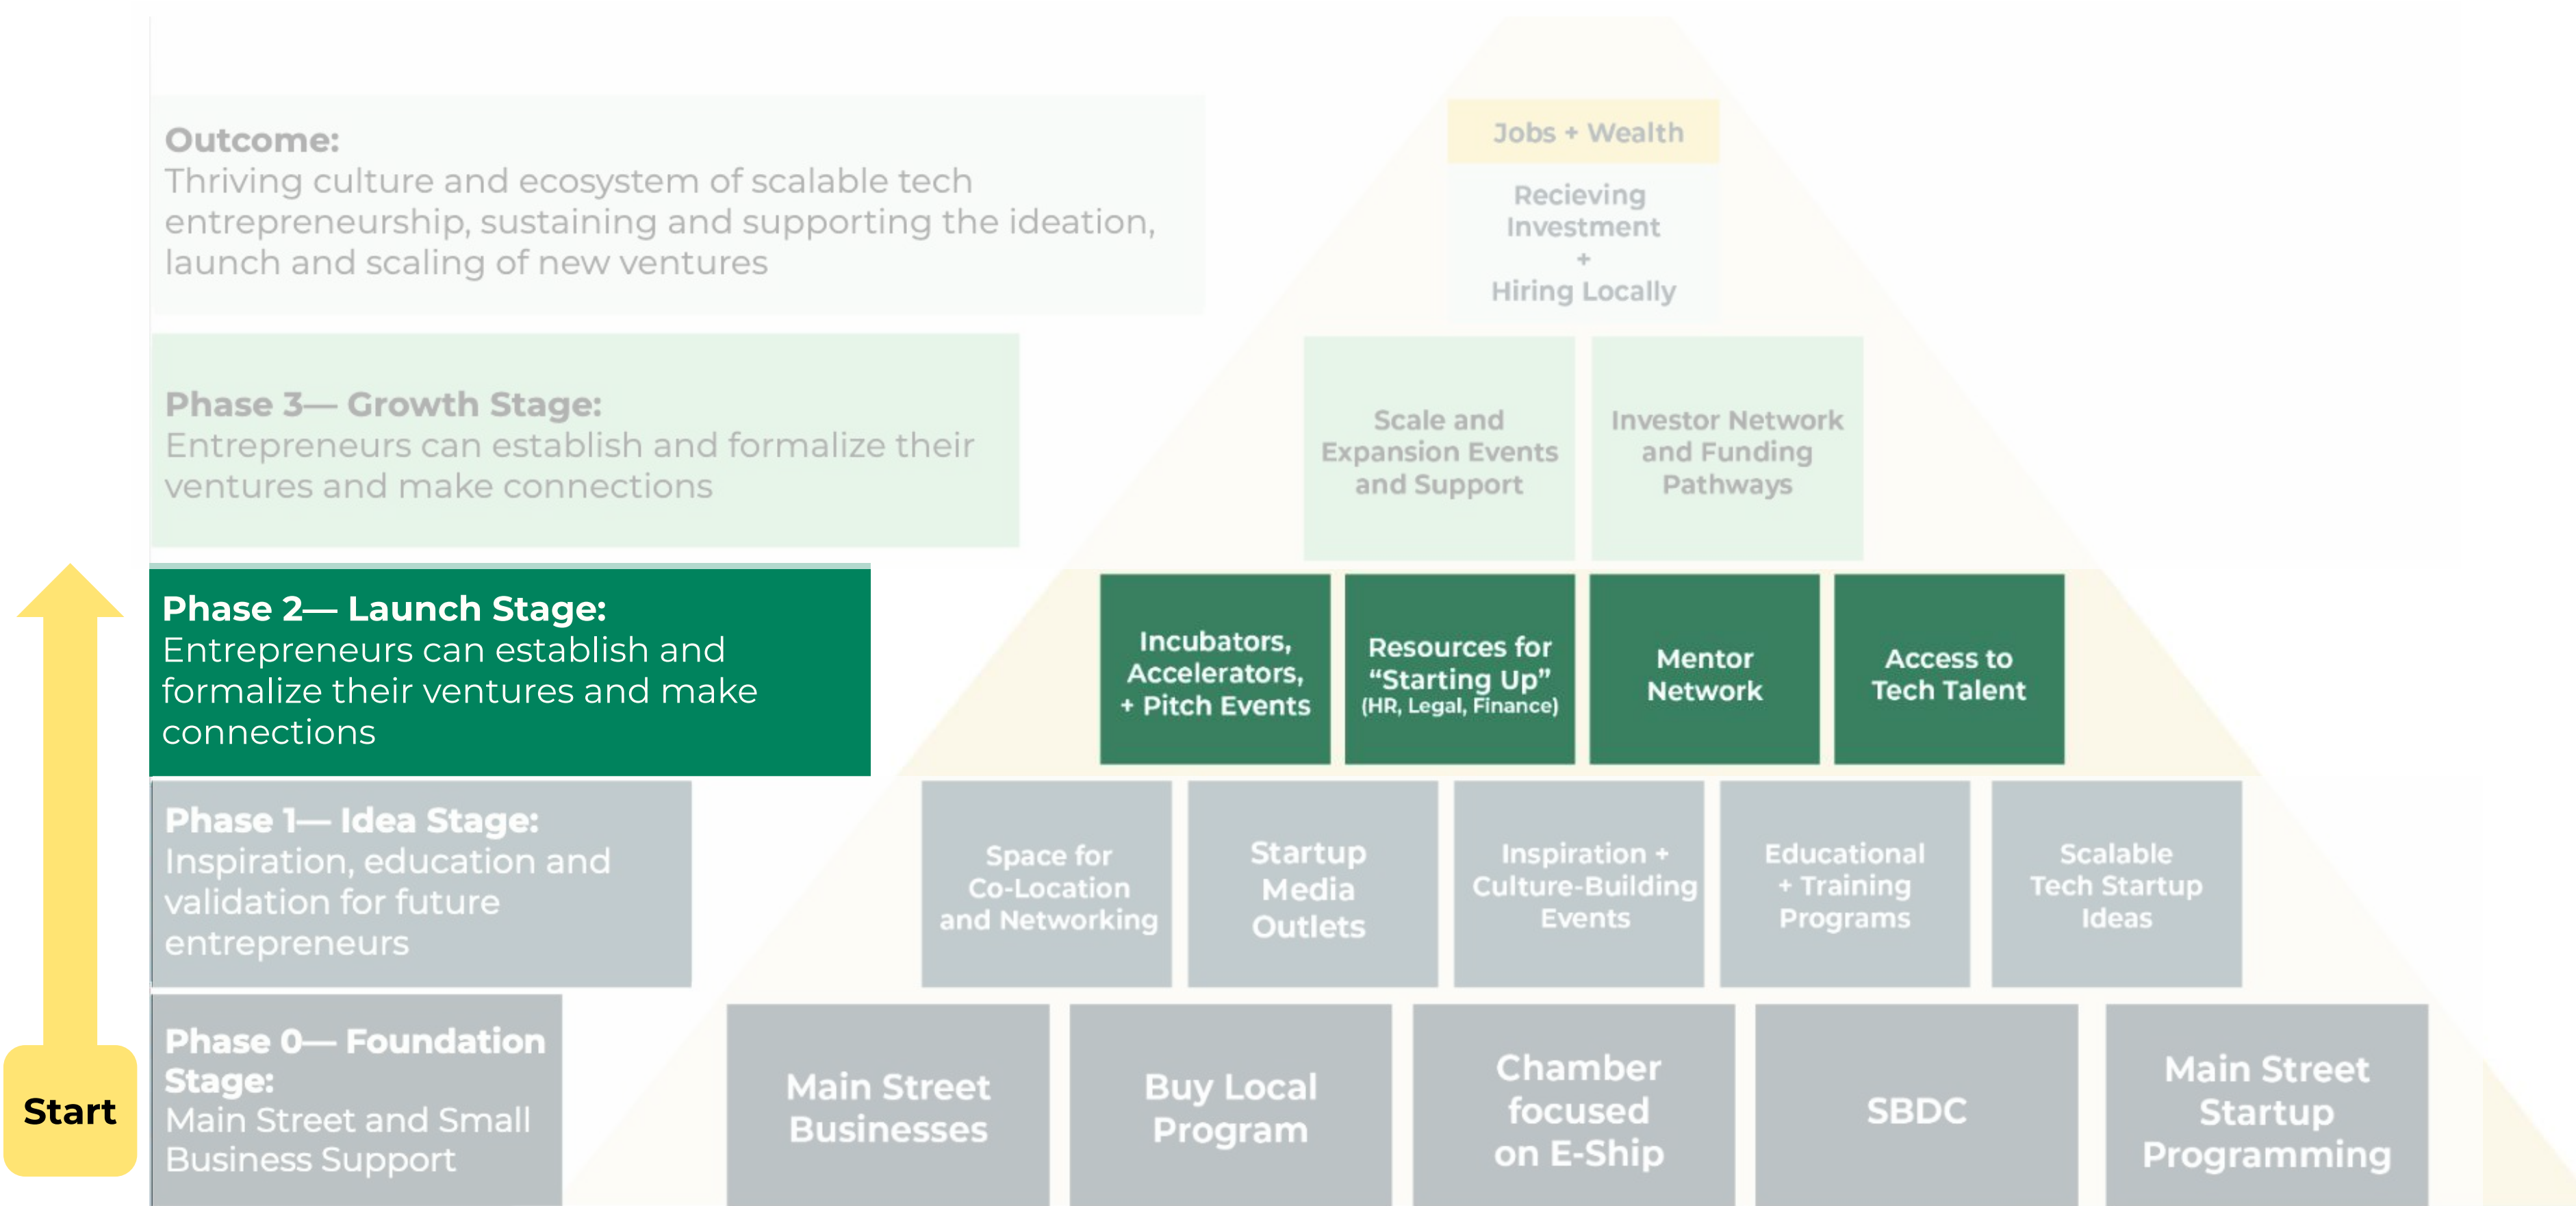 Outcome:
Thriving culture and ecosystem of scalable tech
entrepreneurship, sustaining and supporting the ideation,
launch and scaling of new ventures
Jobs + Wealth
Recieving
Investment
+
Hiring Locally
Phase 3— Growth Stage:
Entrepreneurs can establish and formalize their
ventures and make connections
Scale and
Expansion Events
and Support
Investor Network
and Funding
Pathways
Phase 2— Launch Stage:
Entrepreneurs can establish and
formalize their ventures and make
connections
Incubators,
Accelerators,
+ Pitch Events
Resources for
“Starting Up”
(HR, Legal, Finance)
Mentor
Network
Access to
Tech Talent
Phase 1— Idea Stage:
Inspiration, education and
validation for future
entrepreneurs
Space for
Co-Location
and Networking
Startup
Media
Outlets
Inspiration +
Culture-Building
Events
Educational
+ Training
Programs
Scalable
Tech Startup
Ideas
Start
Phase 0— Foundation
Stage:
Main Street and Small
Business Support
Main Street
Businesses
Buy Local
Program
Chamber
focused
on E-Ship
SBDC
Main Street
Startup
Programming